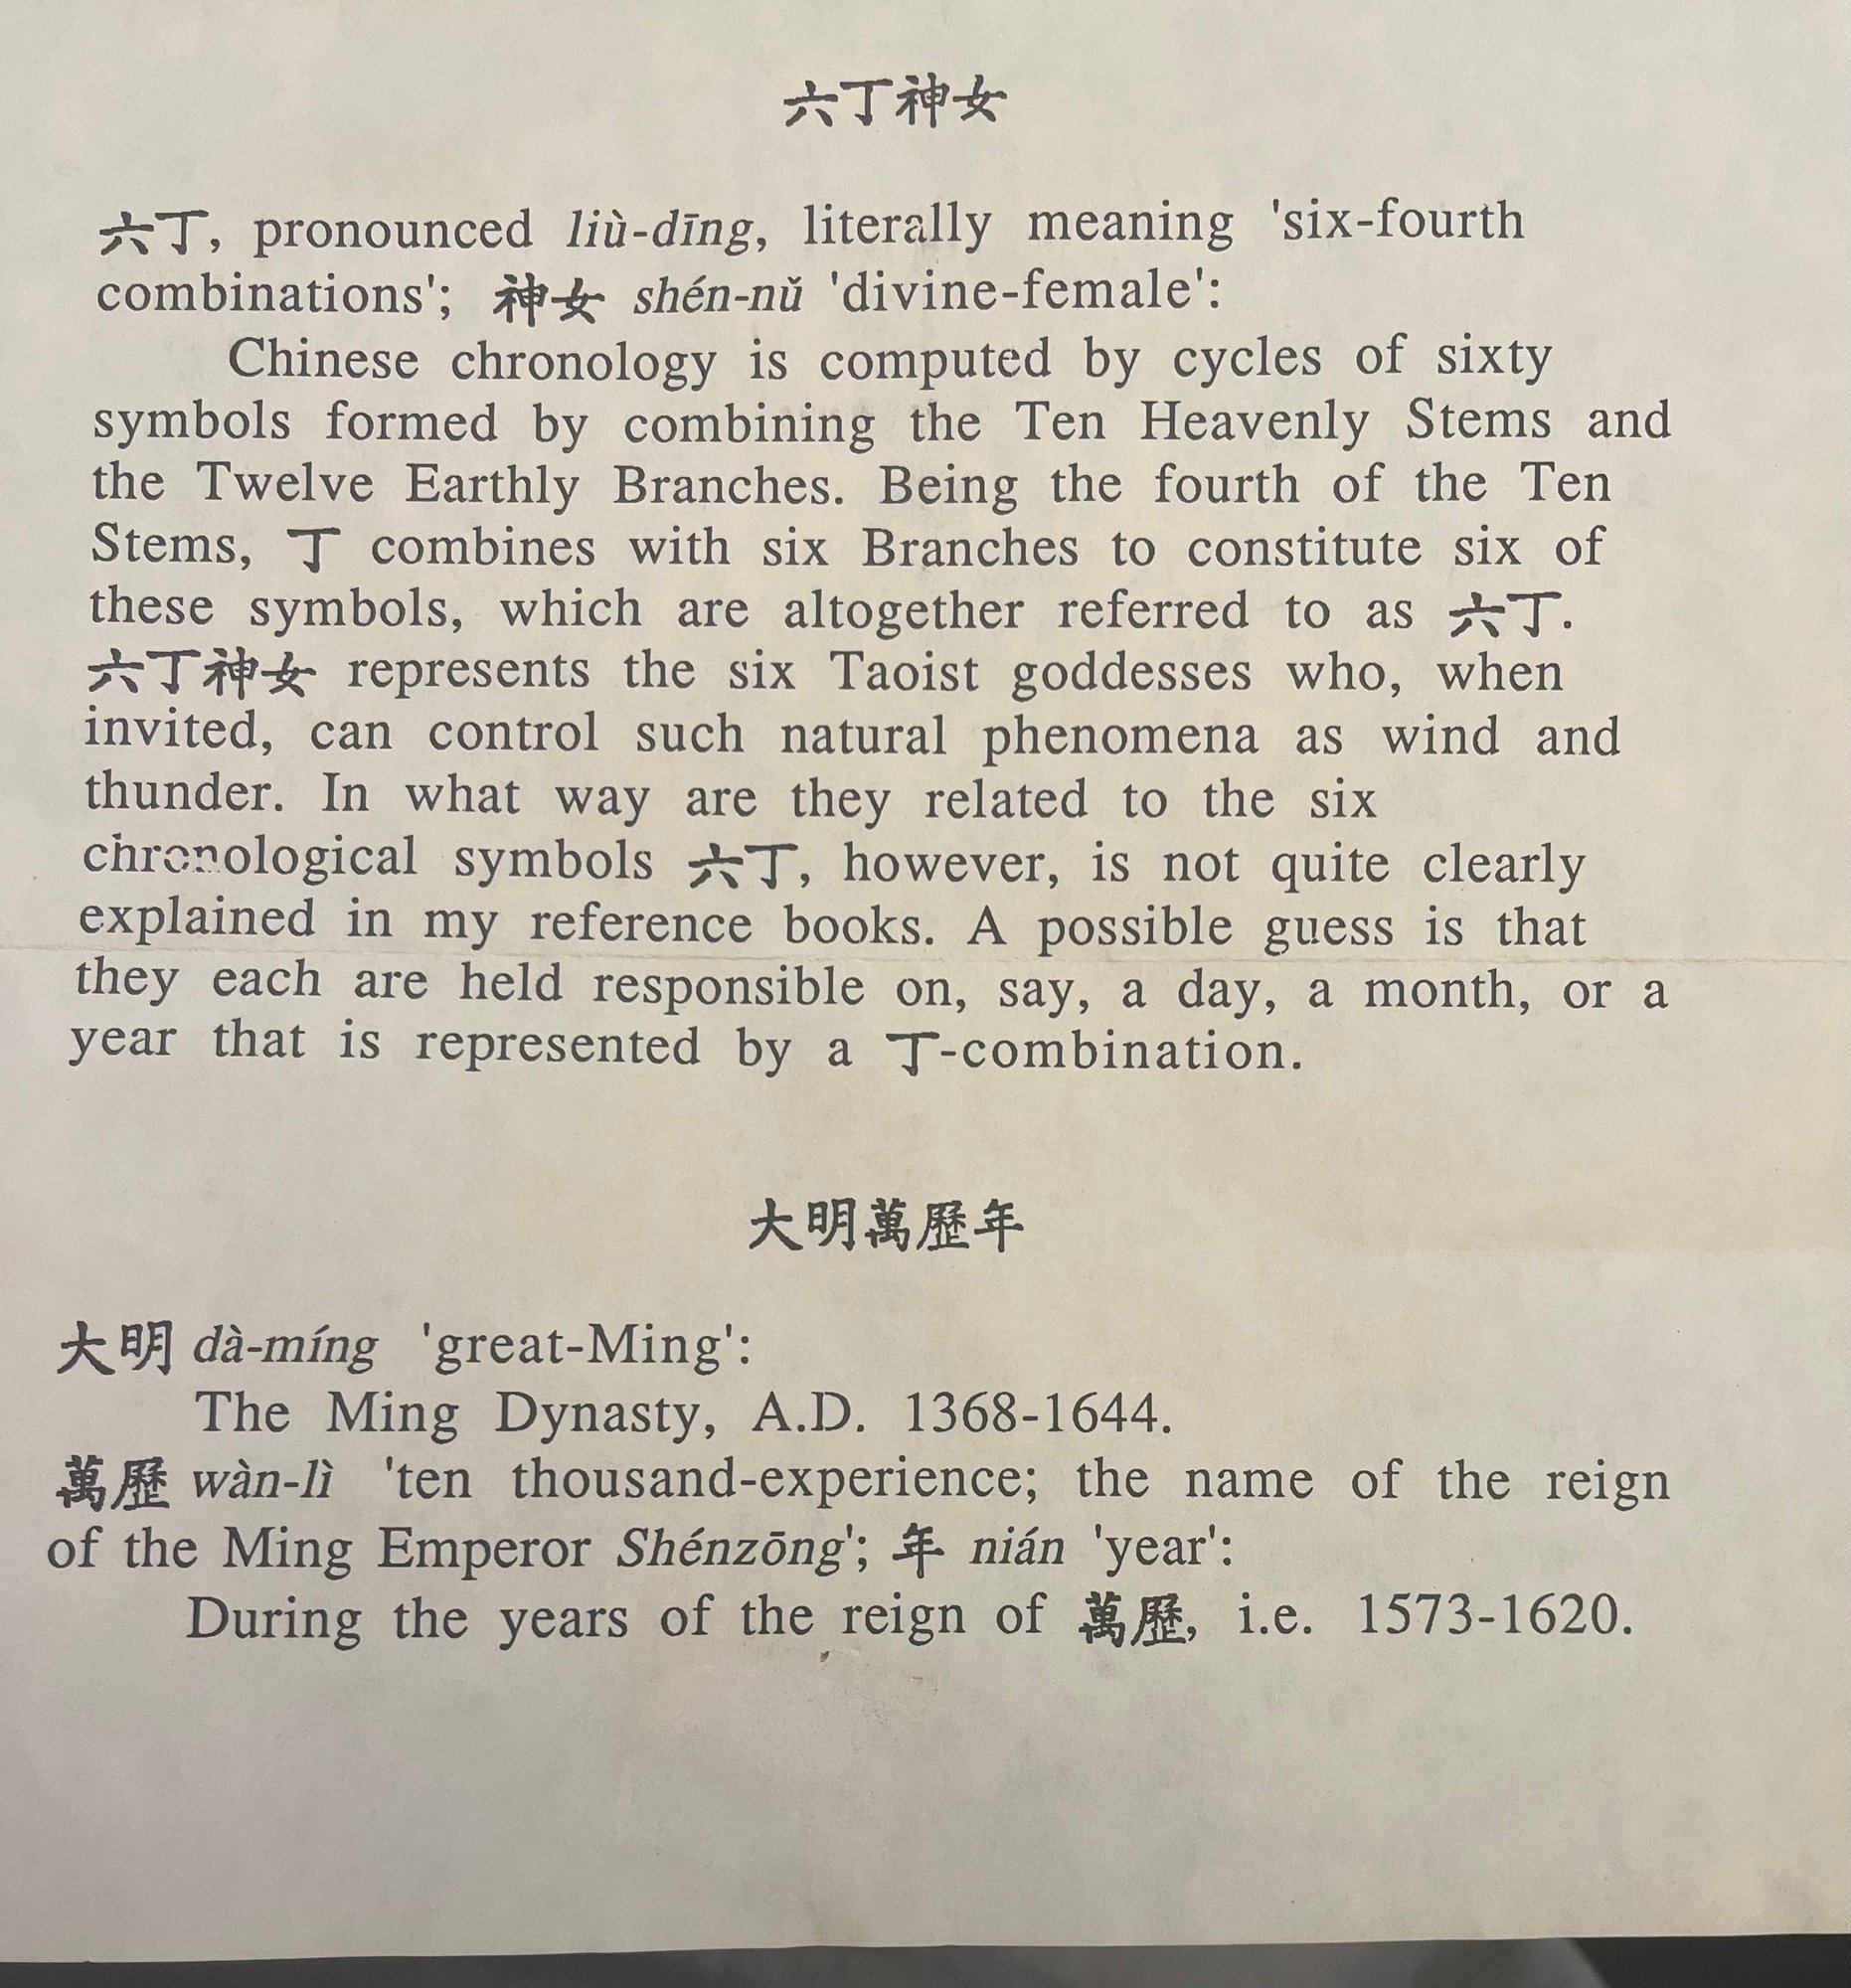 六丁神女
六丁, pronounced liù-dīng, literally meaning 'six-fourth
combinations'; 神女 shén-nǔ 'divine-female':
Chinese chronology is computed by cycles of sixty
symbols formed by combining the Ten Heavenly Stems and
the Twelve Earthly Branches. Being the fourth of the Ten
Stems, 丁 combines with six Branches to constitute six of
these symbols, which are altogether referred to as 六丁.
六丁神女 represents the six Taoist goddesses who, when
invited, can control such natural phenomena as wind and
thunder. In what way are they related to the six
chronological symbols 六丁, however, is not quite clearly
explained in my reference books. A possible guess is that
they each are held responsible on, say, a day, a month, or a
year that is represented by a 丁-combination.
大明萬歷年
大明 dà-míng 'great-Ming':
The Ming Dynasty, A.D. 1368-1644.
萬歷 wàn-lì 'ten thousand-experience; the name of the reign
of the Ming Emperor Shénzōng'; 年 nián 'year':
During the years of the reign of 萬歷, i.e. 1573-1620.